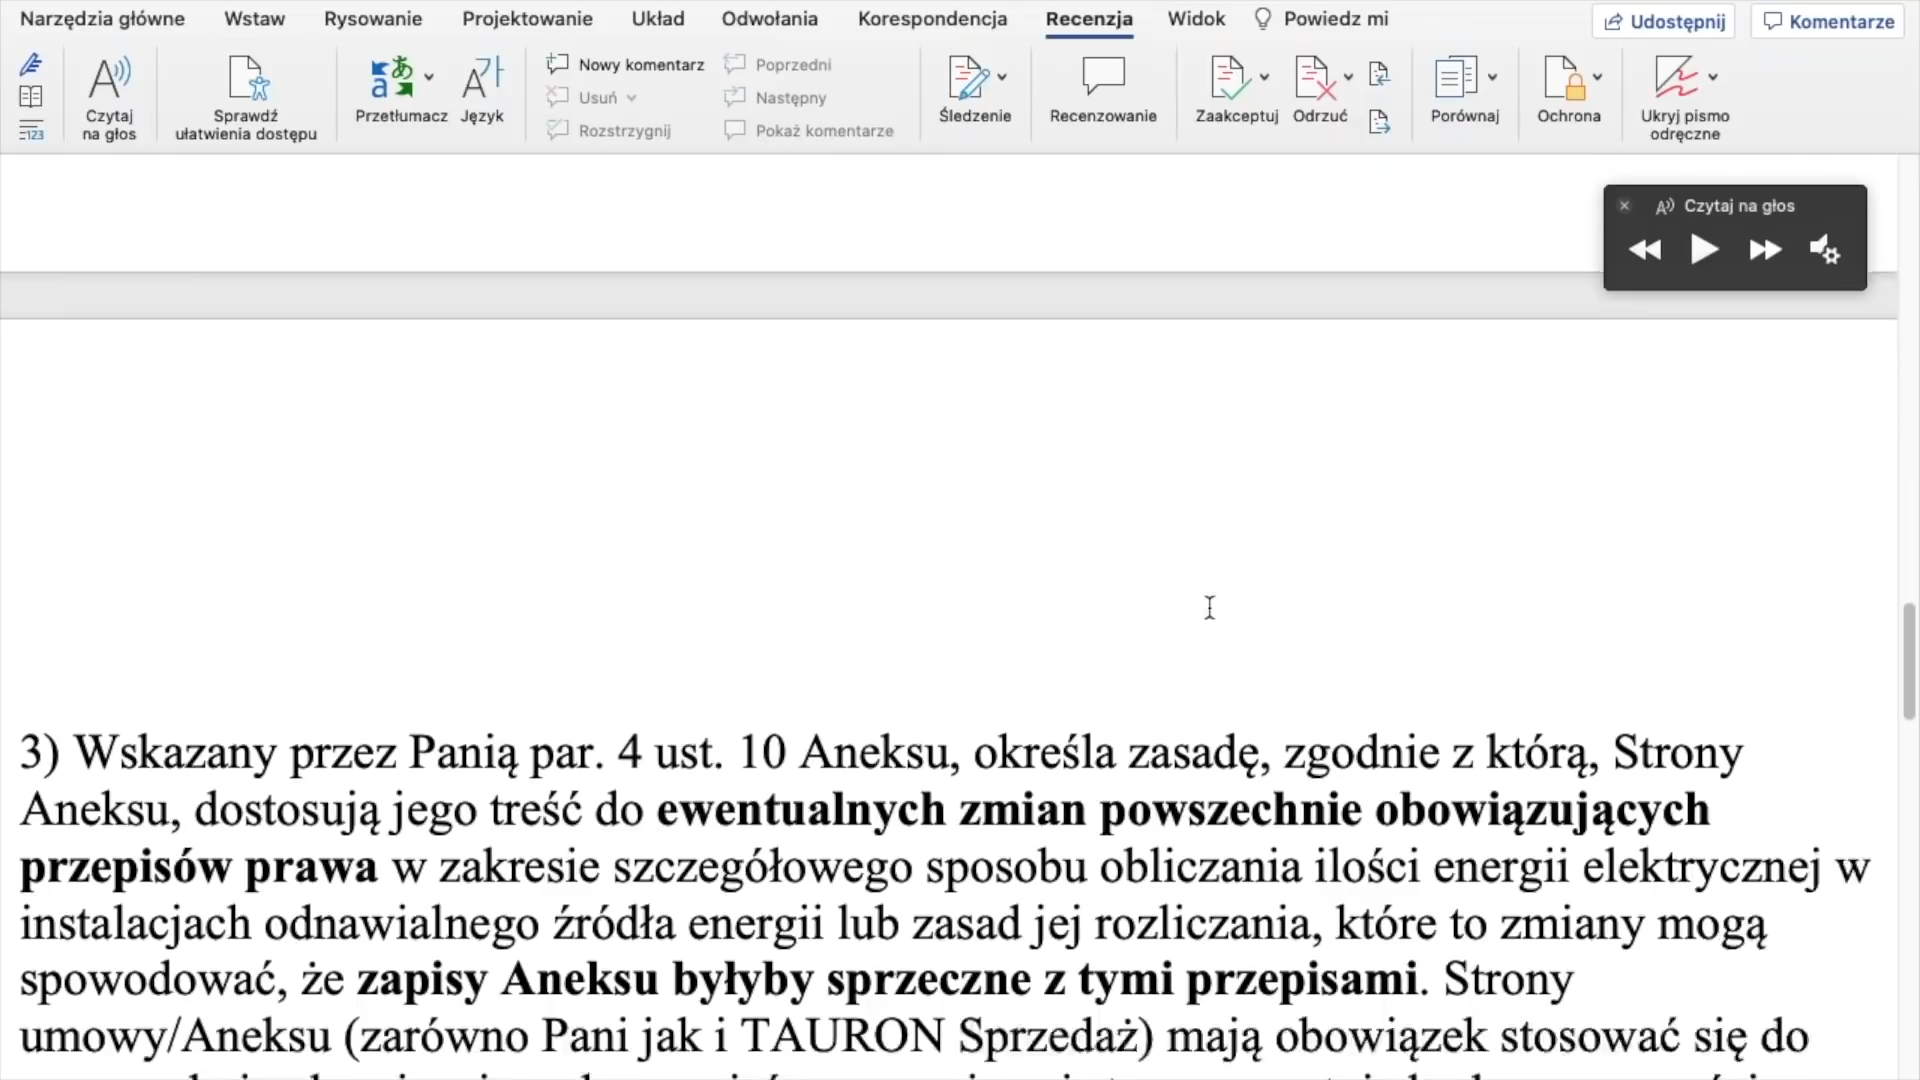 Narzędzia główne Wstaw Rysowanie Projektowanie Układ Odwołania Korespondencja Recenzja Widok Powiedz mi Udostępnij Komentarze
Czytaj
na głos
Sprawdź
ułatwienia dostępu
Przetłumacz
Język
Nowy komentarz
Usuń
Rozstrzygnij
Poprzedni
Następny
Pokaż komentarze
Śledzenie
Recenzowanie
Zaakceptuj
Odrzuć
Porównaj
Ochrona
Ukryj pismo
odręczne
Czytaj na głos
3) Wskazany przez Panią par. 4 ust. 10 Aneksu, określa zasadę, zgodnie z którą, Strony
Aneksu, dostosują jego treść do ewentualnych zmian powszechnie obowiązujących
przepisów prawa w zakresie szczegółowego sposobu obliczania ilości energii elektrycznej w
instalacjach odnawialnego źródła energii lub zasad jej rozliczania, które to zmiany mogą
spowodować, że zapisy Aneksu byłyby sprzeczne z tymi przepisami. Strony
umowy/Aneksu (zarówno Pani jak i TAURON Sprzedaż) mają obowiązek stosować się do